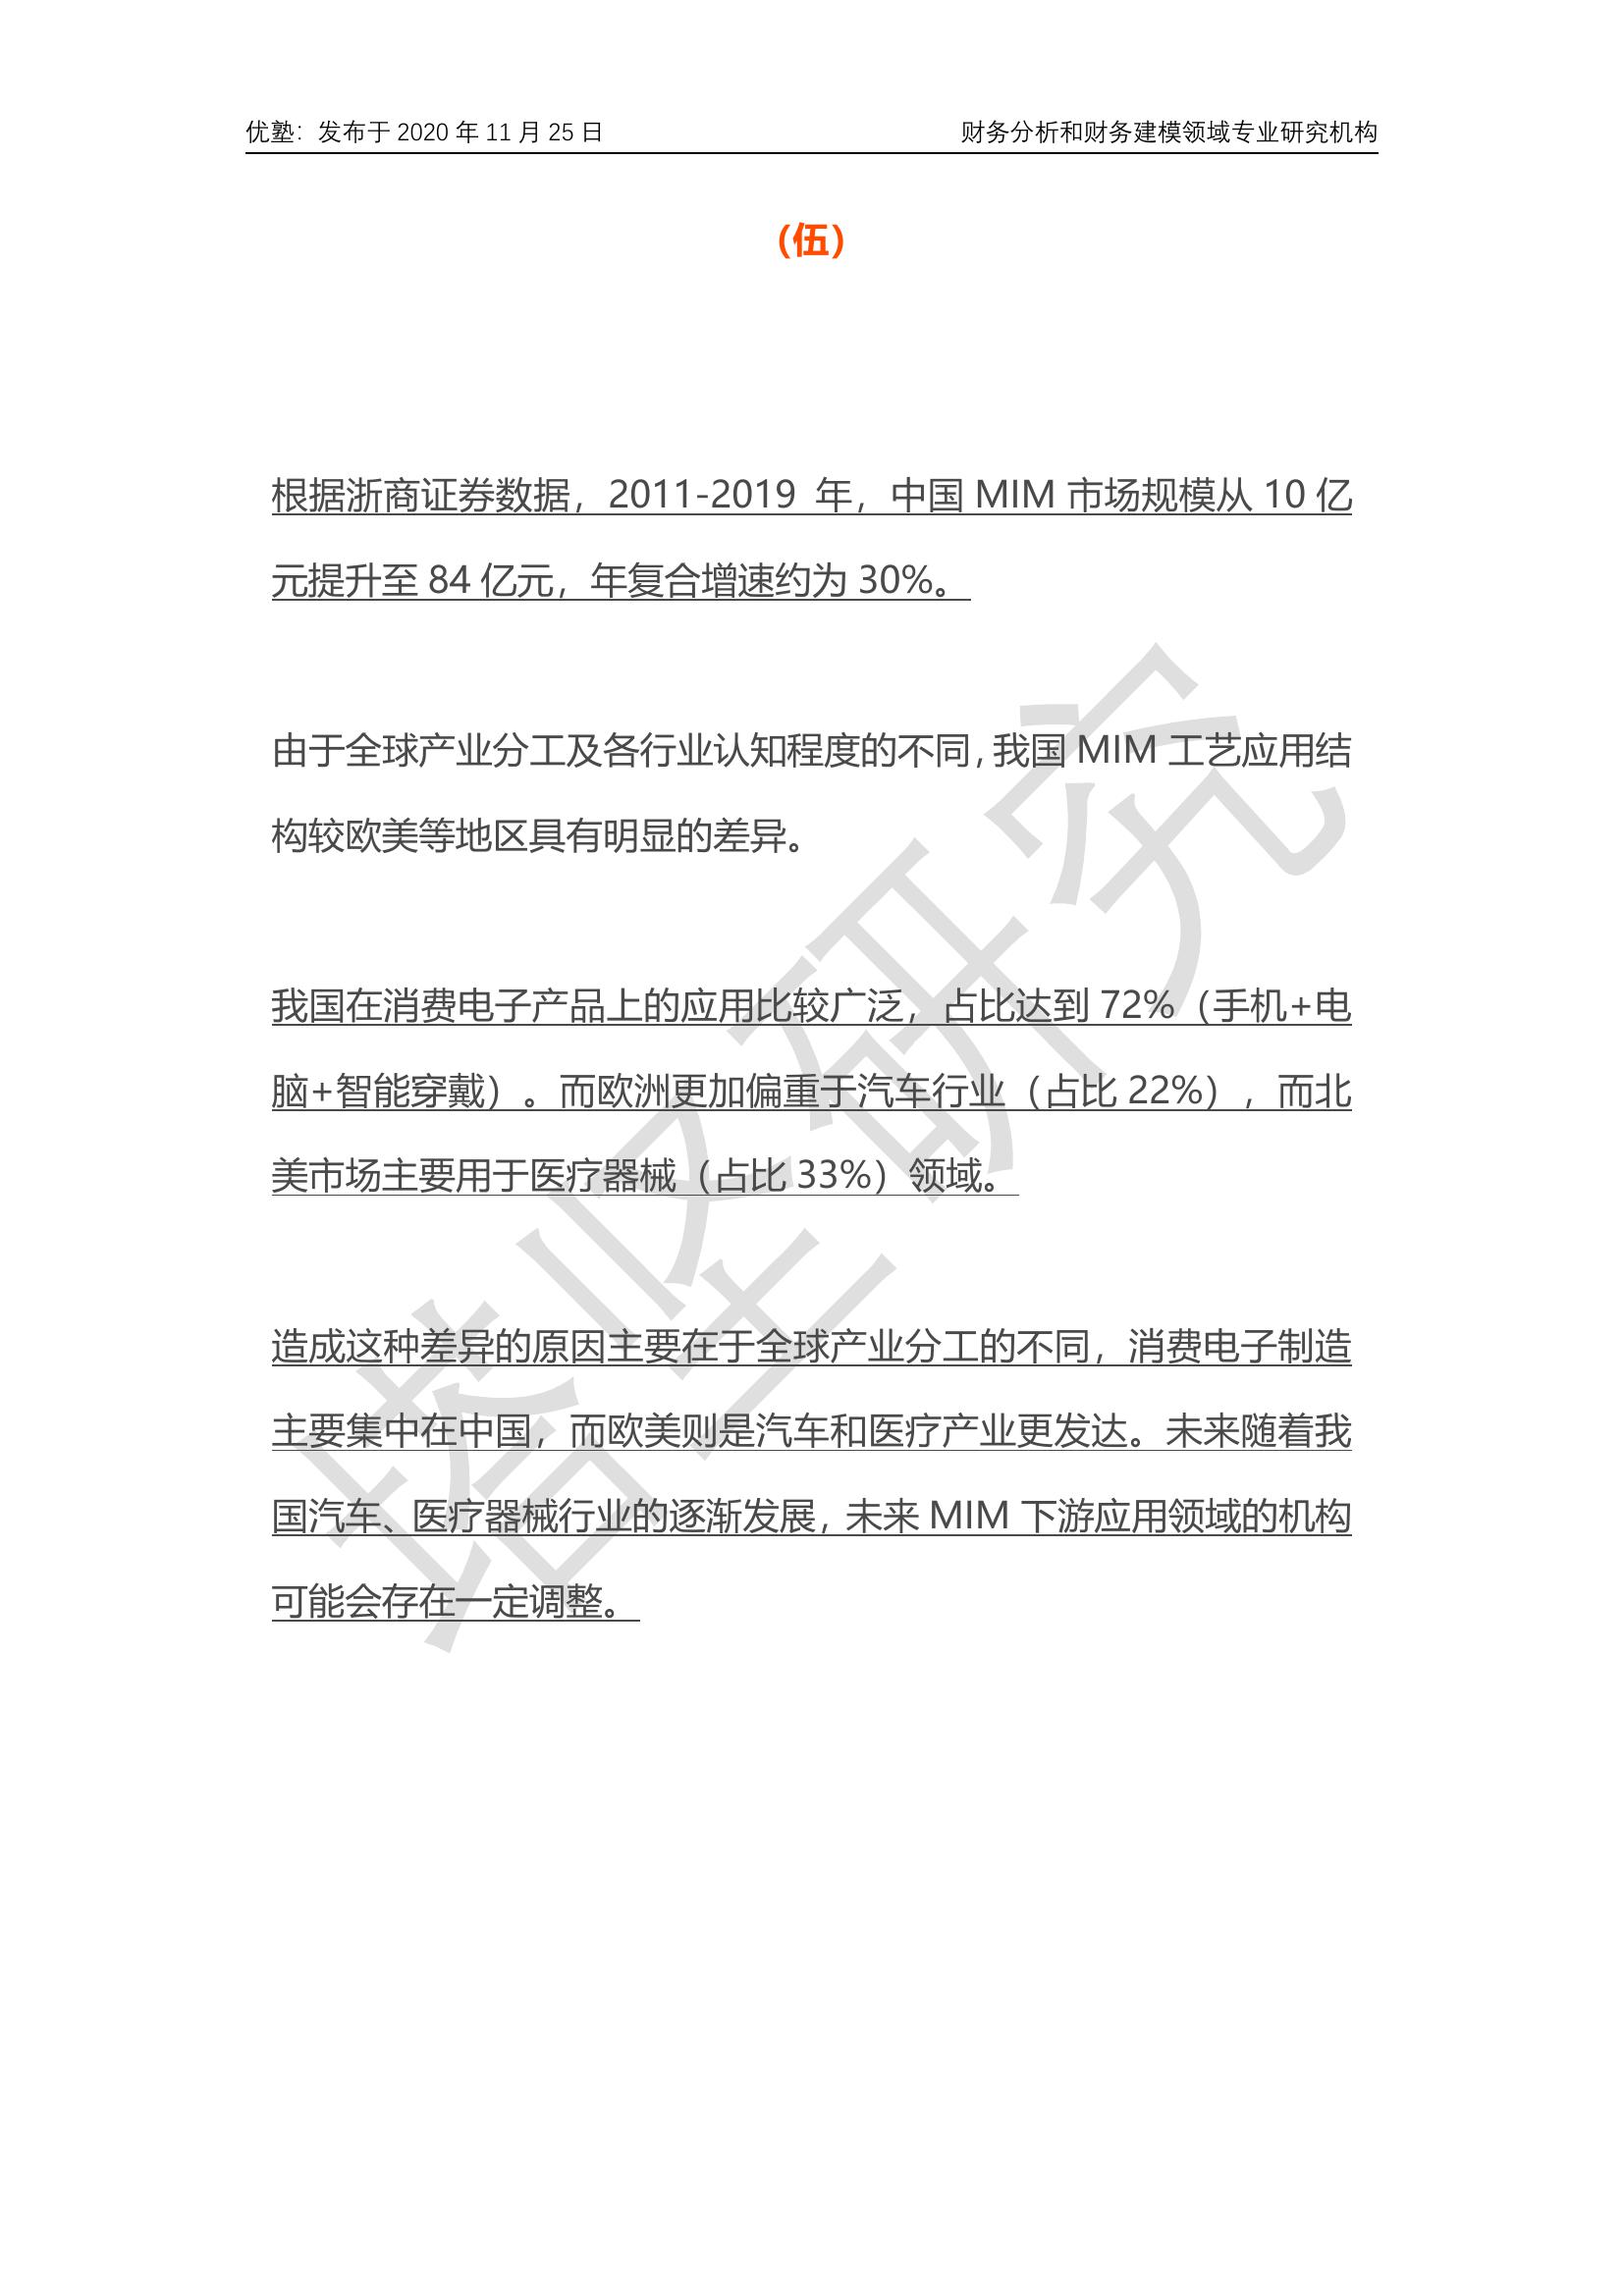 优塾：发布于 2020 年 11 月 25 日 财务分析和财务建模领域专业研究机构
（伍）
根据浙商证券数据，2011-2019 年，中国 MIM 市场规模从 10 亿
元提升至 84 亿元，年复合增速约为 30%。
由于全球产业分工及各行业认知程度的不同，我国 MIM 工艺应用结
构较欧美等地区具有明显的差异。
我国在消费电子产品上的应用比较广泛，占比达到 72%（手机+电
脑+智能穿戴）。而欧洲更加偏重于汽车行业（占比 22%），而北
美市场主要用于医疗器械（占比 33%）领域。
造成这种差异的原因主要在于全球产业分工的不同，消费电子制造
主要集中在中国，而欧美则是汽车和医疗产业更发达。未来随着我
国汽车、医疗器械行业的逐渐发展，未来 MIM 下游应用领域的机构
可能会存在一定调整。
塔坚研究